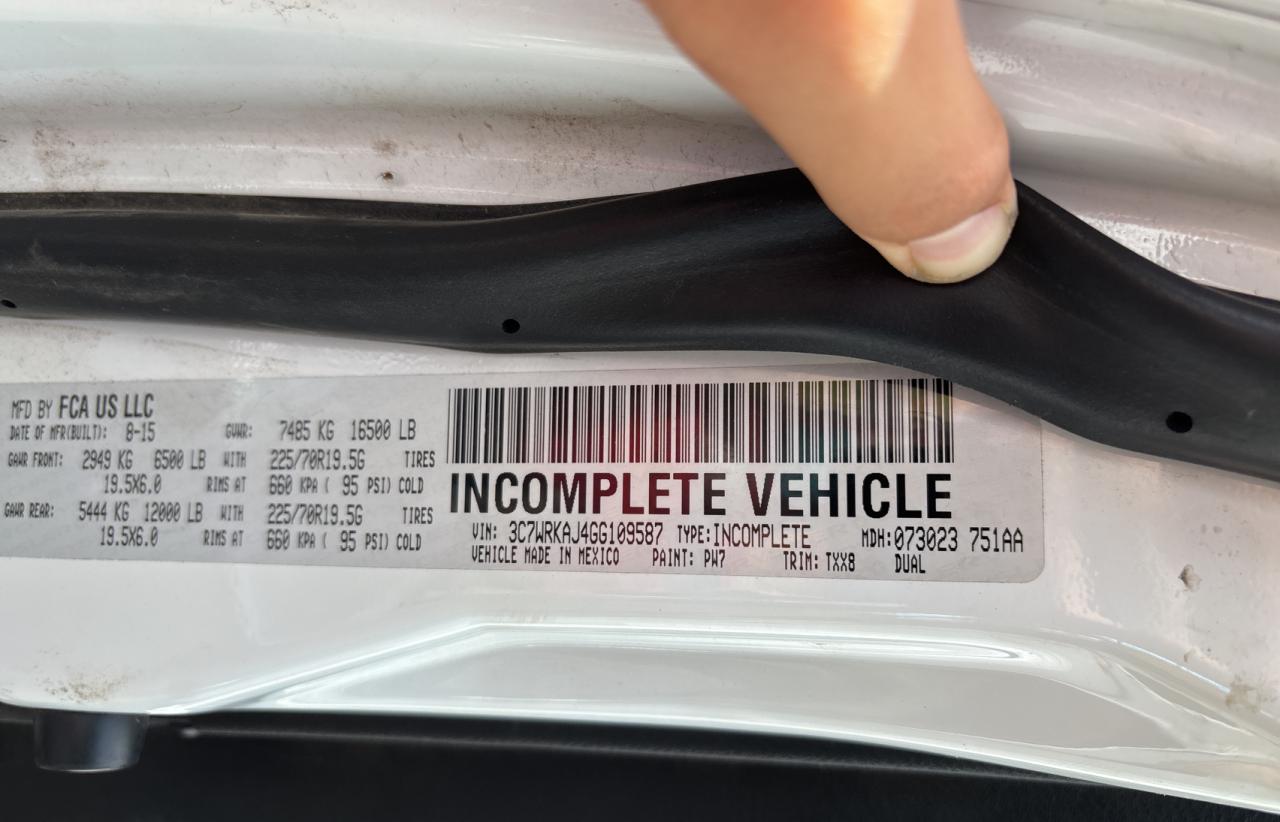 MFD BY FCA US LLC
DATE OF MFR(BUILT): 8-15 GVWR: 7485 KG 16500 LB
GAWR FRONT: 2949 KG 6500 LB WITH 225/70R19.5G TIRES
19.5X6.0 RIMS AT 660 KPA ( 95 PSI) COLD
GAWR REAR: 5444 KG 12000 LB WITH 225/70R19.5G TIRES
19.5X6.0 RIMS AT 660 KPA ( 95 PSI) COLD
INCOMPLETE VEHICLE
VIN: 3C7WRKAJ4GG109587 TYPE: INCOMPLETE MDH: 073023 751AA
VEHICLE MADE IN MEXICO PAINT: PW7 TRIM: TXX8 DUAL